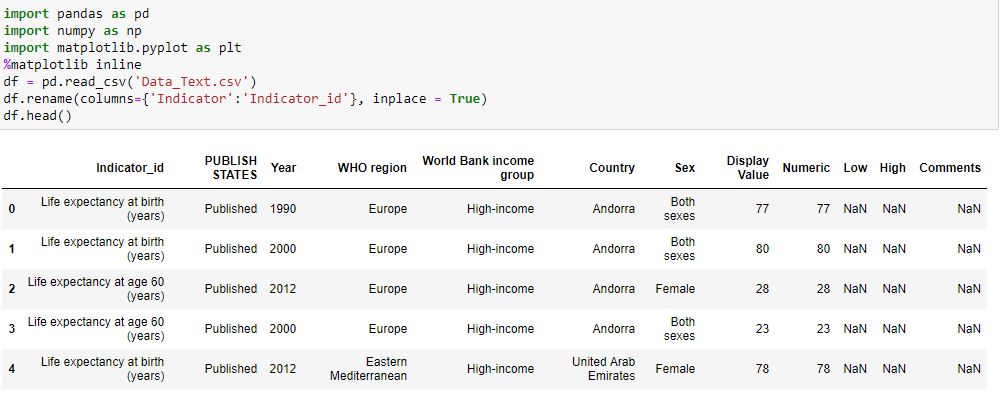 import pandas as pd
import numpy as np
import matplotlib.pyplot as plt
%matplotlib inline
df = pd.read_csv('Data_Text.csv')
df.rename(columns={'Indicator':'Indicator_id'}, inplace = True)
df.head()
Indicator_id PUBLISH STATES Year WHO region World Bank income group Country Sex Display Value Numeric Low High Comments
0 Life expectancy at birth (years) Published 1990 Europe High-income Andorra Both sexes 77 77 NaN NaN NaN
1 Life expectancy at birth (years) Published 2000 Europe High-income Andorra Both sexes 80 80 NaN NaN NaN
2 Life expectancy at age 60 (years) Published 2012 Europe High-income Andorra Female 28 28 NaN NaN NaN
3 Life expectancy at age 60 (years) Published 2000 Europe High-income Andorra Both sexes 23 23 NaN NaN NaN
4 Life expectancy at birth (years) Published 2012 Eastern Mediterranean High-income United Arab Emirates Female 78 78 NaN NaN NaN